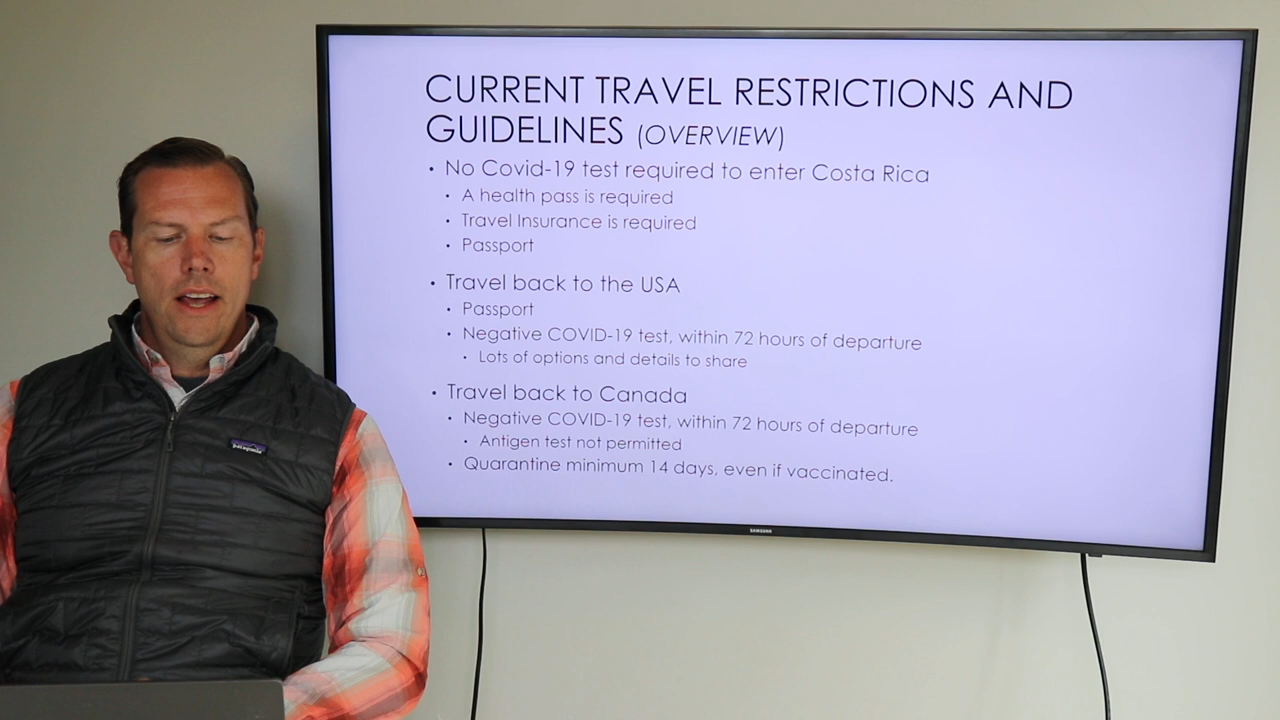 CURRENT TRAVEL RESTRICTIONS AND
GUIDELINES (OVERVIEW)
• No Covid-19 test required to enter Costa Rica
• A health pass is required
• Travel Insurance is required
• Passport
• Travel back to the USA
• Passport
• Negative COVID-19 test, within 72 hours of departure
• Lots of options and details to share
• Travel back to Canada
• Negative COVID-19 test, within 72 hours of departure
• Antigen test not permitted
• Quarantine minimum 14 days, even if vaccinated.
patagonia
SAMSUNG